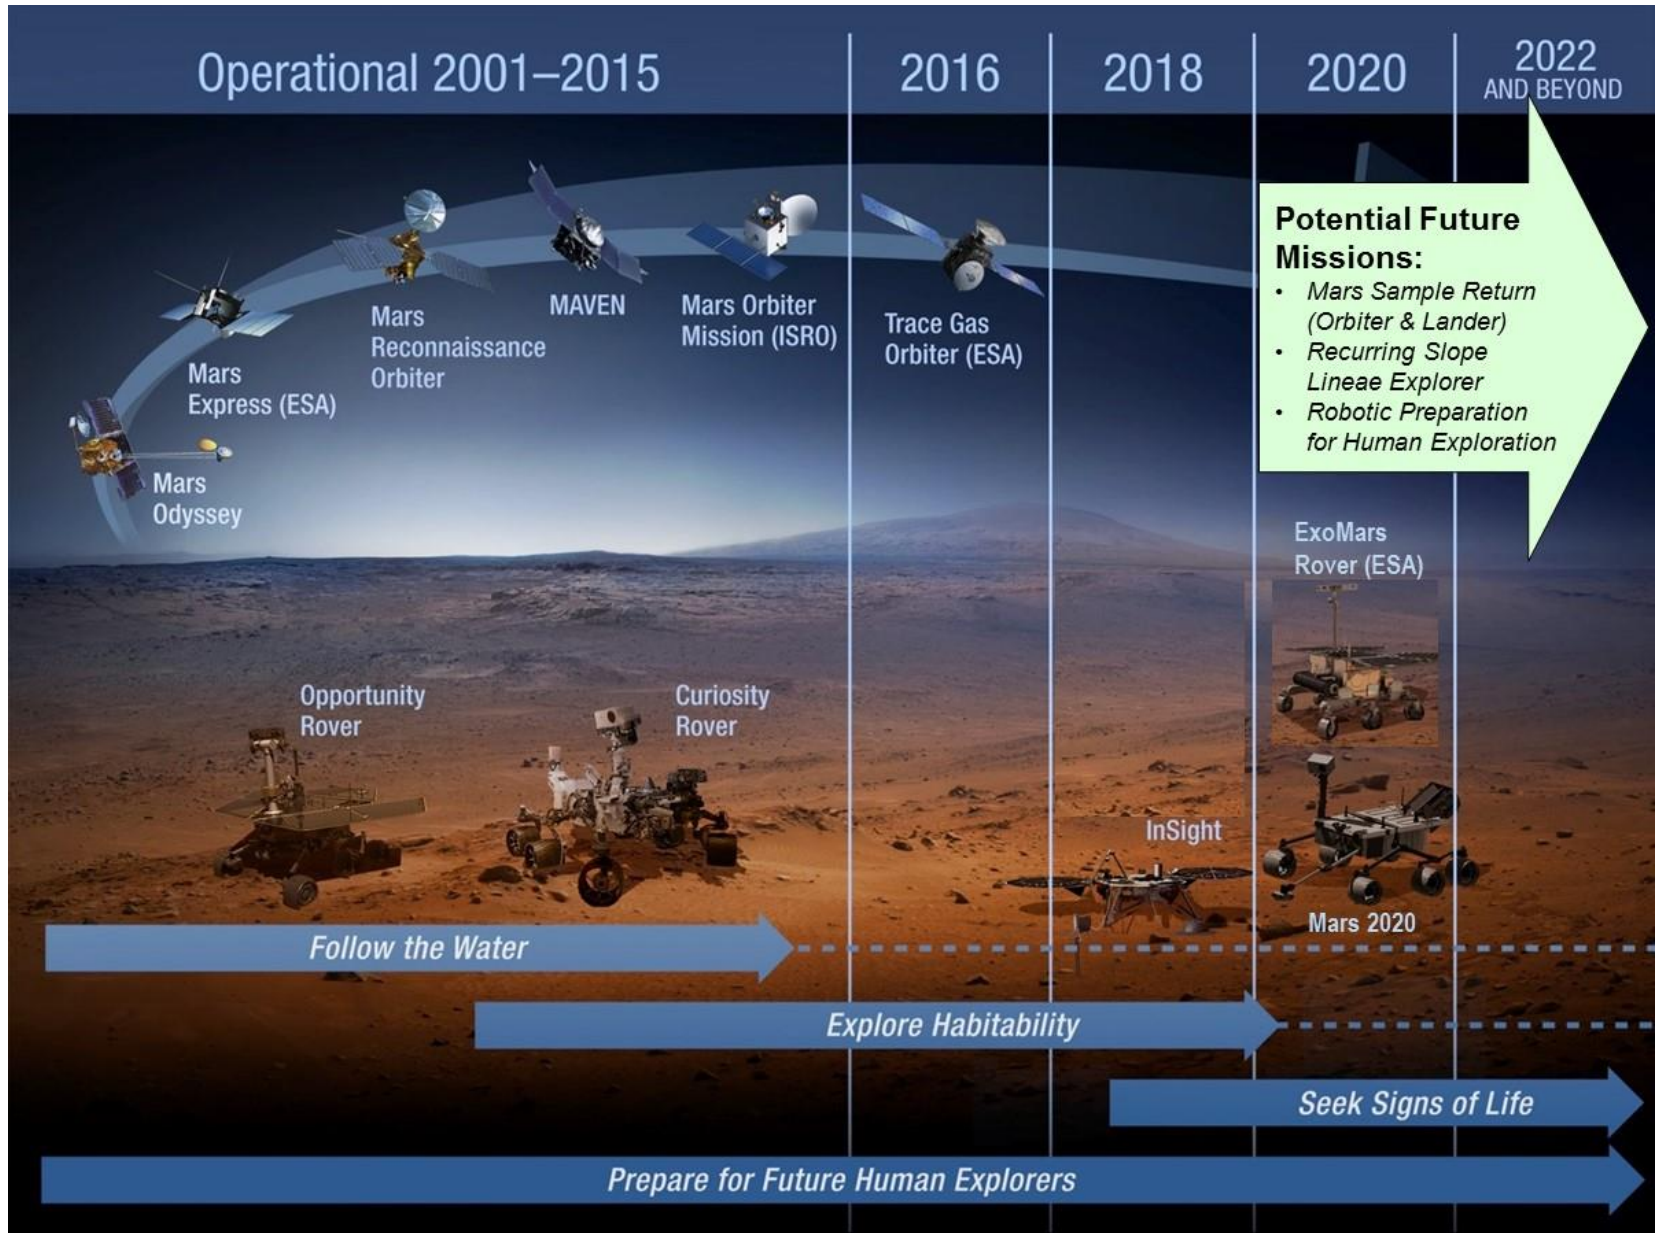 Operational 2001–2015
2016
2018
2020
2022
AND BEYOND
Potential Future
Missions:
• Mars Sample Return
(Orbiter & Lander)
• Recurring Slope
Lineae Explorer
• Robotic Preparation
for Human Exploration
Mars
Odyssey
Mars
Express (ESA)
Mars
Reconnaissance
Orbiter
MAVEN
Mars Orbiter
Mission (ISRO)
Trace Gas
Orbiter (ESA)
ExoMars
Rover (ESA)
Opportunity
Rover
Curiosity
Rover
InSight
Mars 2020
Follow the Water
Explore Habitability
Seek Signs of Life
Prepare for Future Human Explorers